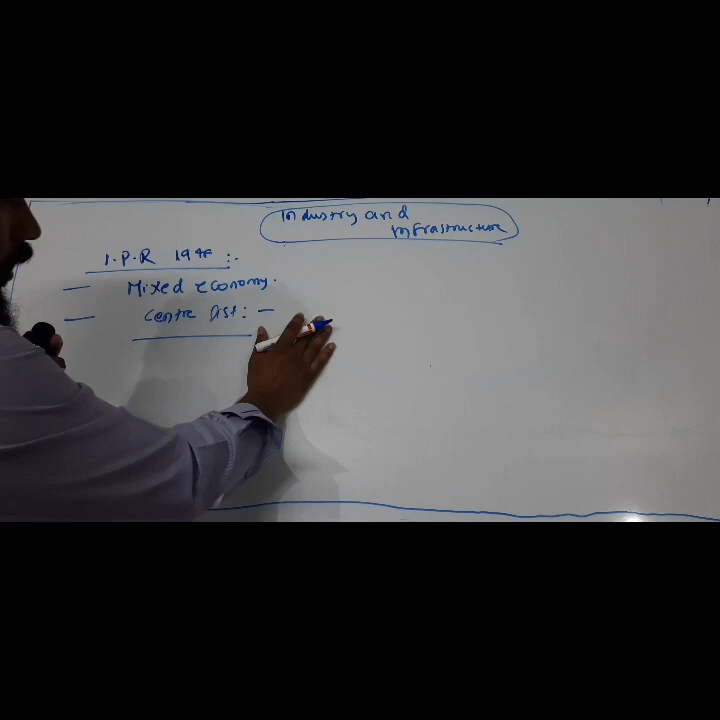 Industry and
Infrastructure
I.P.R 1948 :-
— Mixed economy.
— Centre list: —